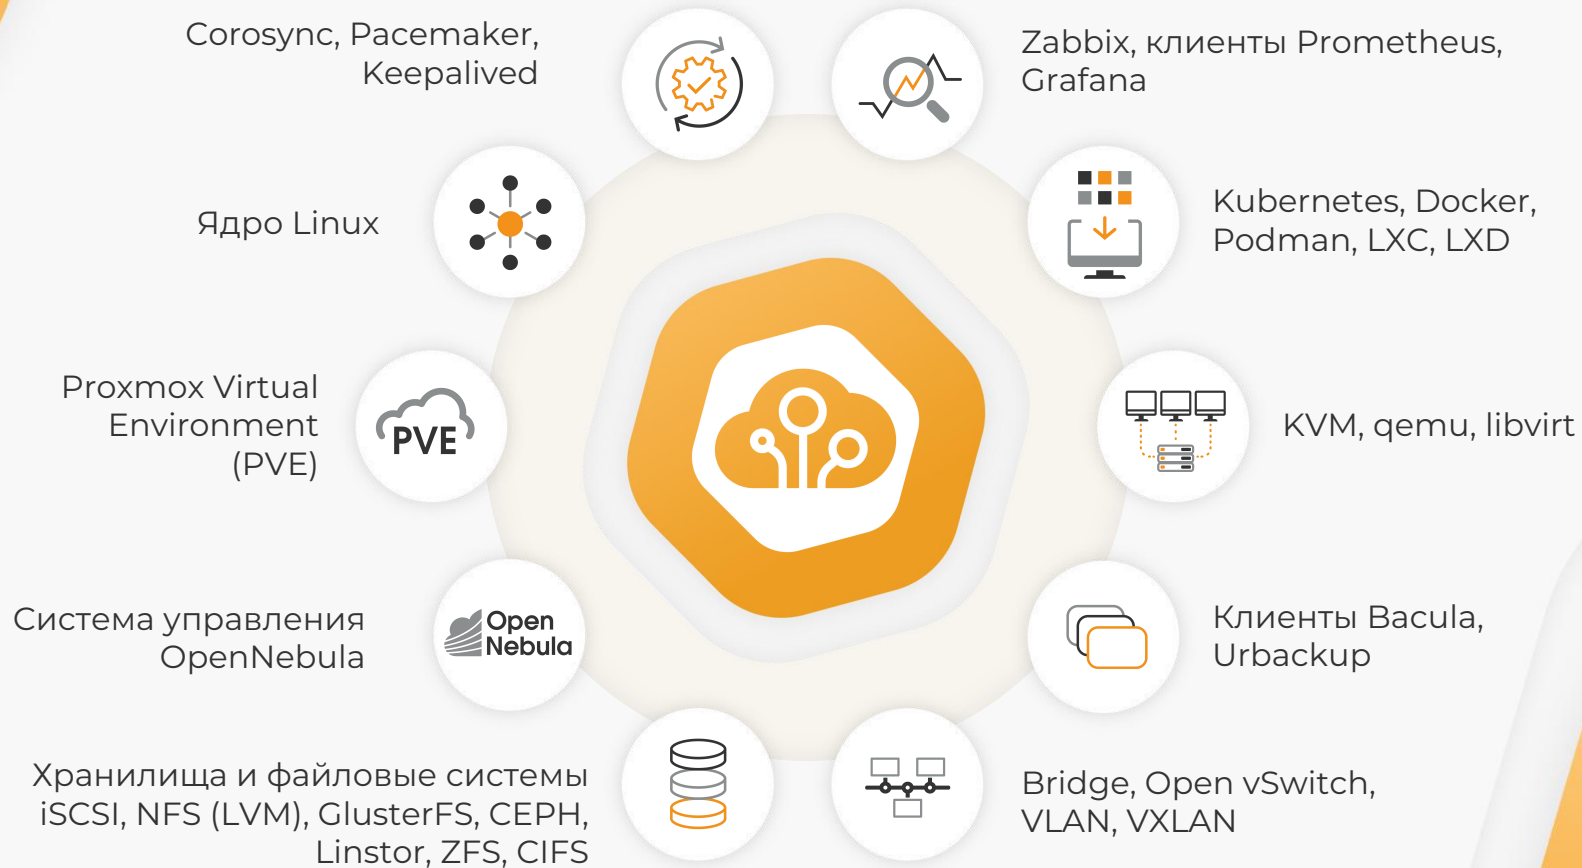 Corosync, Pacemaker,
Keepalived
Zabbix, клиенты Prometheus,
Grafana
Ядро Linux
Kubernetes, Docker,
Podman, LXC, LXD
Proxmox Virtual
Environment
(PVE)
PVE
KVM, qemu, libvirt
Система управления
OpenNebula
Open
Nebula
Клиенты Bacula,
Urbackup
Хранилища и файловые системы
iSCSI, NFS (LVM), GlusterFS, CEPH,
Linstor, ZFS, CIFS
Bridge, Open vSwitch,
VLAN, VXLAN